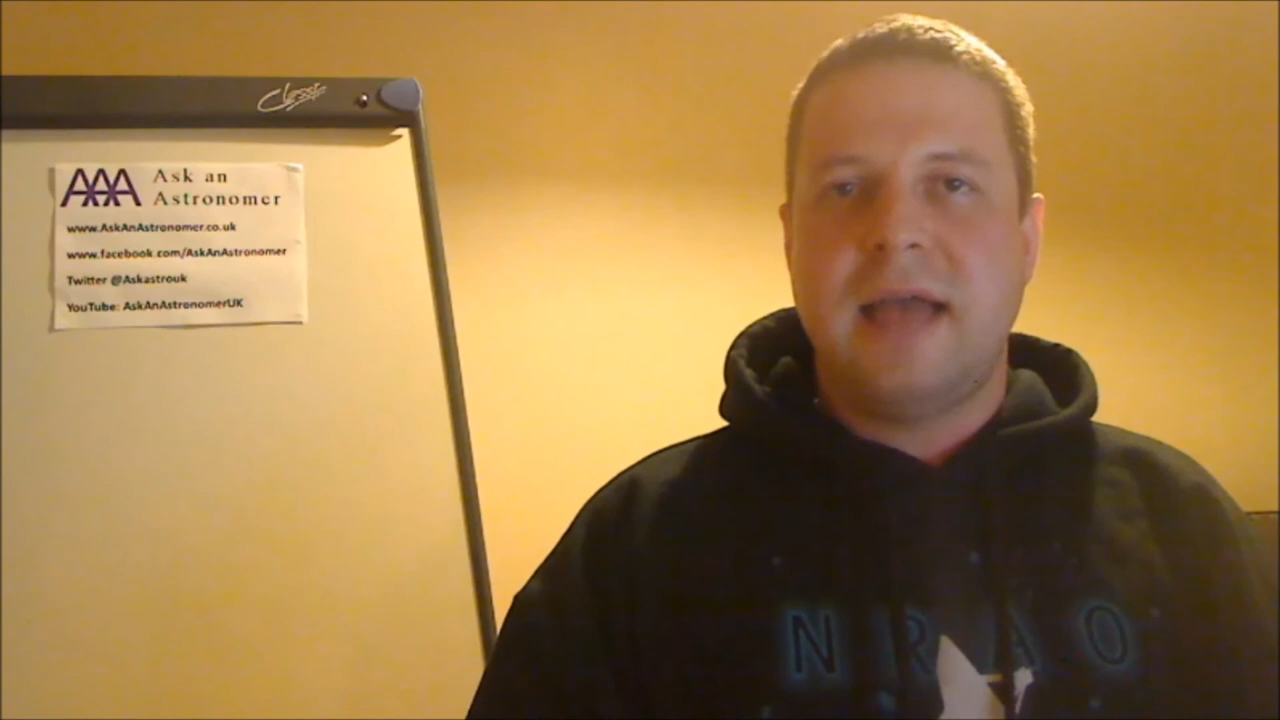 Classic
AAA Ask an
Astronomer
www.AskAnAstronomer.co.uk
www.facebook.com/AskAnAstronomer
Twitter @Askastrouk
YouTube: AskAnAstronomerUK
NRAO